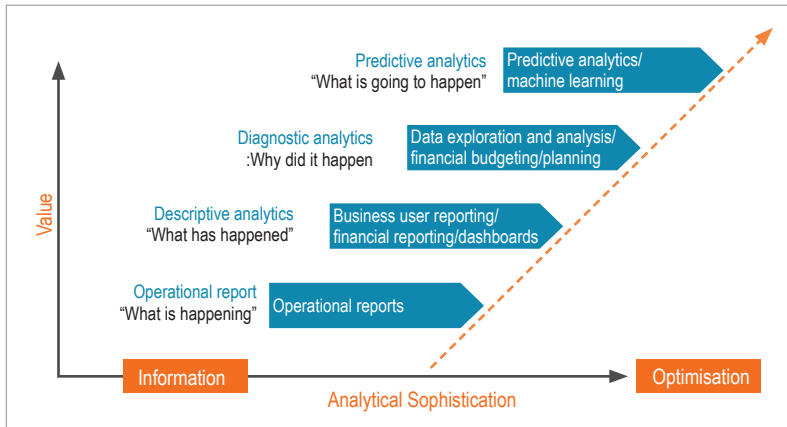 Predictive analytics
“What is going to happen”
Predictive analytics/
machine learning
Diagnostic analytics
:Why did it happen
Data exploration and analysis/
financial budgeting/planning
Descriptive analytics
“What has happened”
Business user reporting/
financial reporting/dashboards
Operational report
“What is happening”
Operational reports
Value
Information
Analytical Sophistication
Optimisation